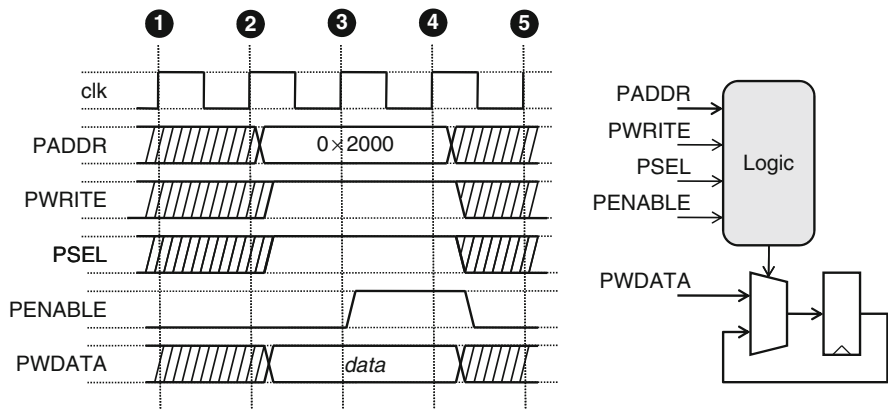 1 2 3 4 5
clk
PADDR 0×2000
PWRITE
PSEL
PENABLE
PWDATA data
PADDR
PWRITE
PSEL
PENABLE
Logic
PWDATA